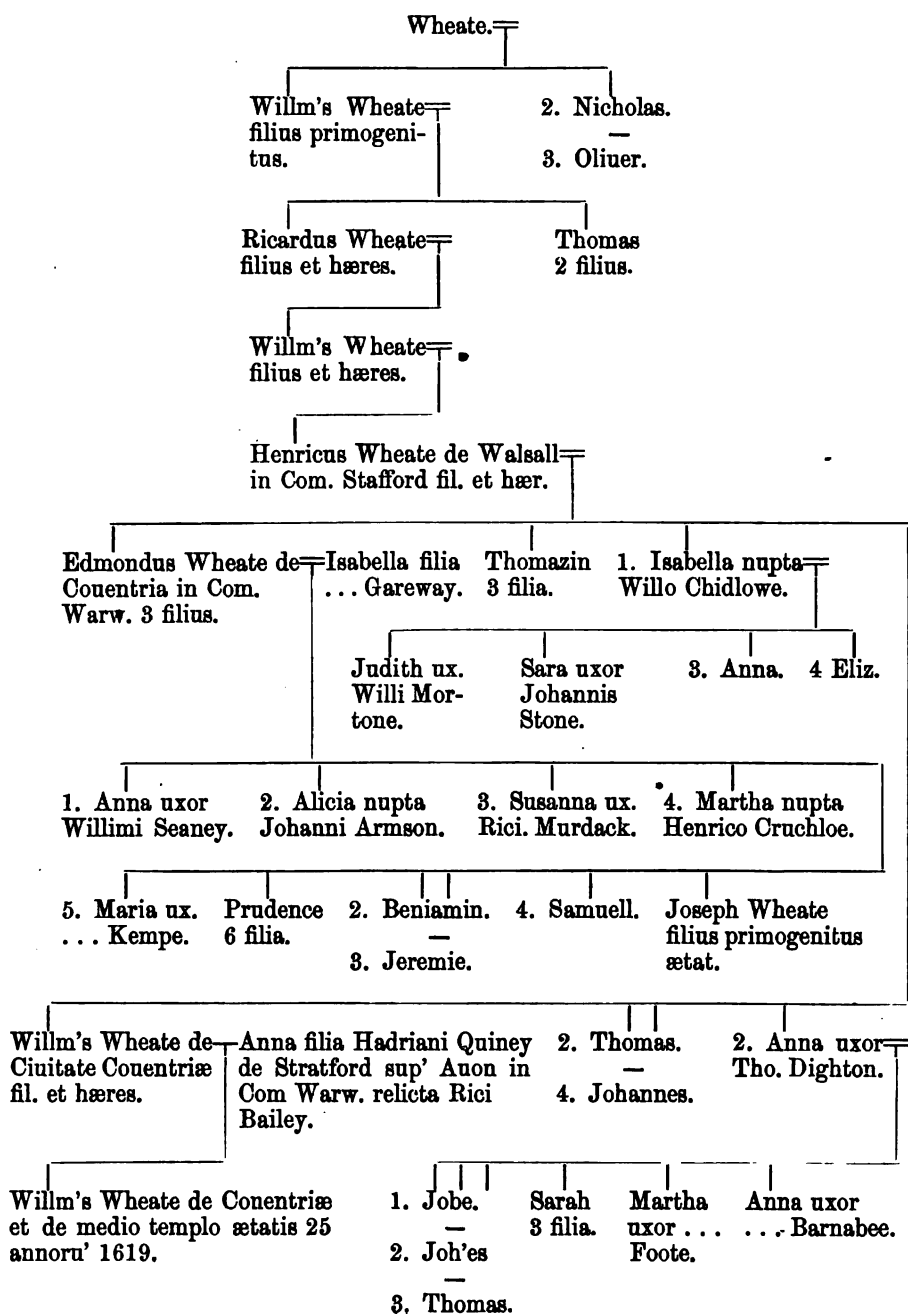 Wheate.
Willm's Wheate
filius primogeni-
tus.
2. Nicholas.
—
3. Oliuer.
Ricardus Wheate
filius et hæres.
Thomas
2 filius.
Willm's Wheate
filius et hæres.
Henricus Wheate de Walsall
in Com. Stafford fil. et hær.
Edmondus Wheate de
Couentria in Com.
Warw. 3 filius.
Isabella filia
... Gareway.
Thomazin
3 filia.
1. Isabella nupta
Willo Chidlowe.
Judith ux.
Willi Mor-
tone.
Sara uxor
Johannis
Stone.
3. Anna.
4 Eliz.
1. Anna uxor
Willimi Seaney.
2. Alicia nupta
Johanni Armson.
3. Susanna ux.
Rici. Murdack.
4. Martha nupta
Henrico Cruchloe.
5. Maria ux.
... Kempe.
Prudence
6 filia.
2. Beniamin.
—
3. Jeremie.
4. Samuell.
Joseph Wheate
filius primogenitus
ætat.
Willm's Wheate de
Ciuitate Couentriæ
fil. et hæres.
Anna filia Hadriani Quiney
de Stratford sup' Auon in
Com Warw. relicta Rici
Bailey.
2. Thomas.
—
4. Johannes.
2. Anna uxor
Tho. Dighton.
Willm's Wheate de Conentriæ
et de medio templo ætatis 25
annoru' 1619.
1. Jobe.
—
2. Joh'es
—
3. Thomas.
Sarah
3 filia.
Martha
uxor ...
Foote.
Anna uxor
... Barnabee.